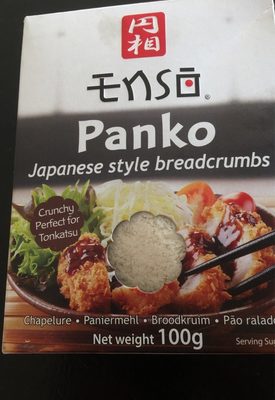 円
相
enso®
Panko
Japanese style breadcrumbs
Crunchy
Perfect for
Tonkatsu
Chapelure • Paniermehl • Broodkruim • Pão ralado
Net weight 100g
Serving